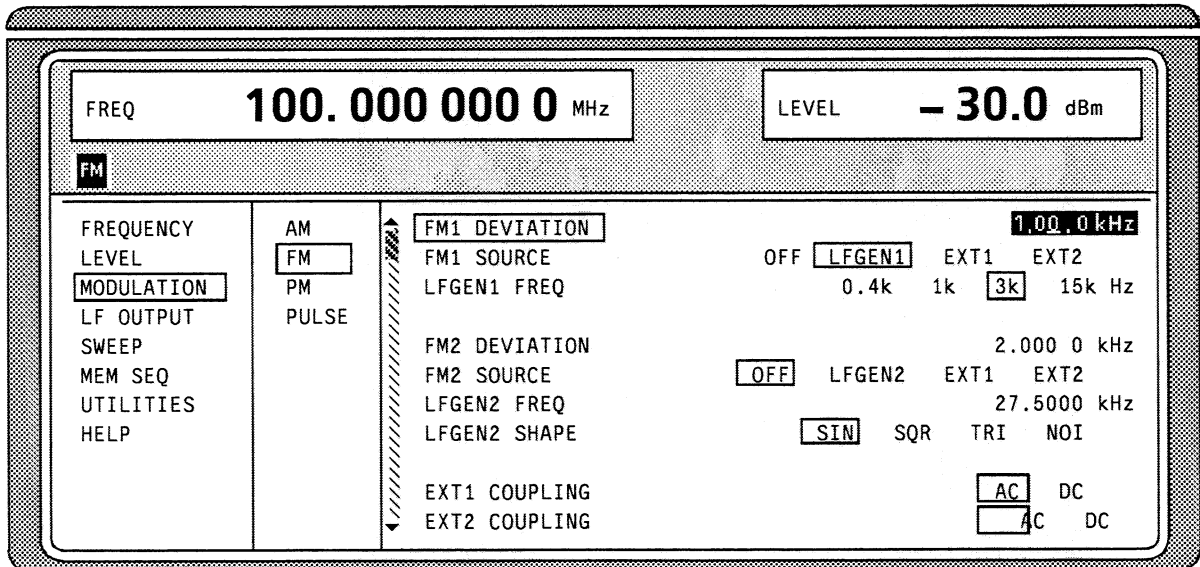 FREQ 100. 000 000 0 MHz LEVEL – 30.0 dBm
FM
FREQUENCY AM FM1 DEVIATION 1.00.0 kHz
LEVEL FM FM1 SOURCE OFF LFGEN1 EXT1 EXT2
MODULATION PM LFGEN1 FREQ 0.4k 1k 3k 15k Hz
LF OUTPUT PULSE
SWEEP FM2 DEVIATION 2.000 0 kHz
MEM SEQ FM2 SOURCE OFF LFGEN2 EXT1 EXT2
UTILITIES LFGEN2 FREQ 27.5000 kHz
HELP LFGEN2 SHAPE SIN SQR TRI NOI
EXT1 COUPLING AC DC
EXT2 COUPLING AC DC